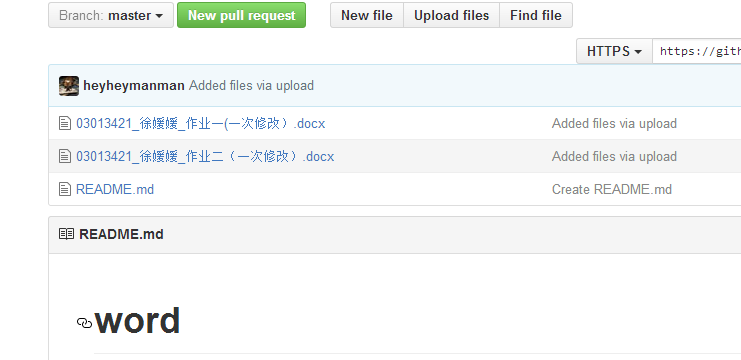 Branch: master New pull request New file Upload files Find file
HTTPS https://gith
heyheymanman Added files via upload
03013421_徐媛媛_作业一(一次修改）.docx Added files via upload
03013421_徐媛媛_作业二（一次修改）.docx Added files via upload
README.md Create README.md
README.md
word